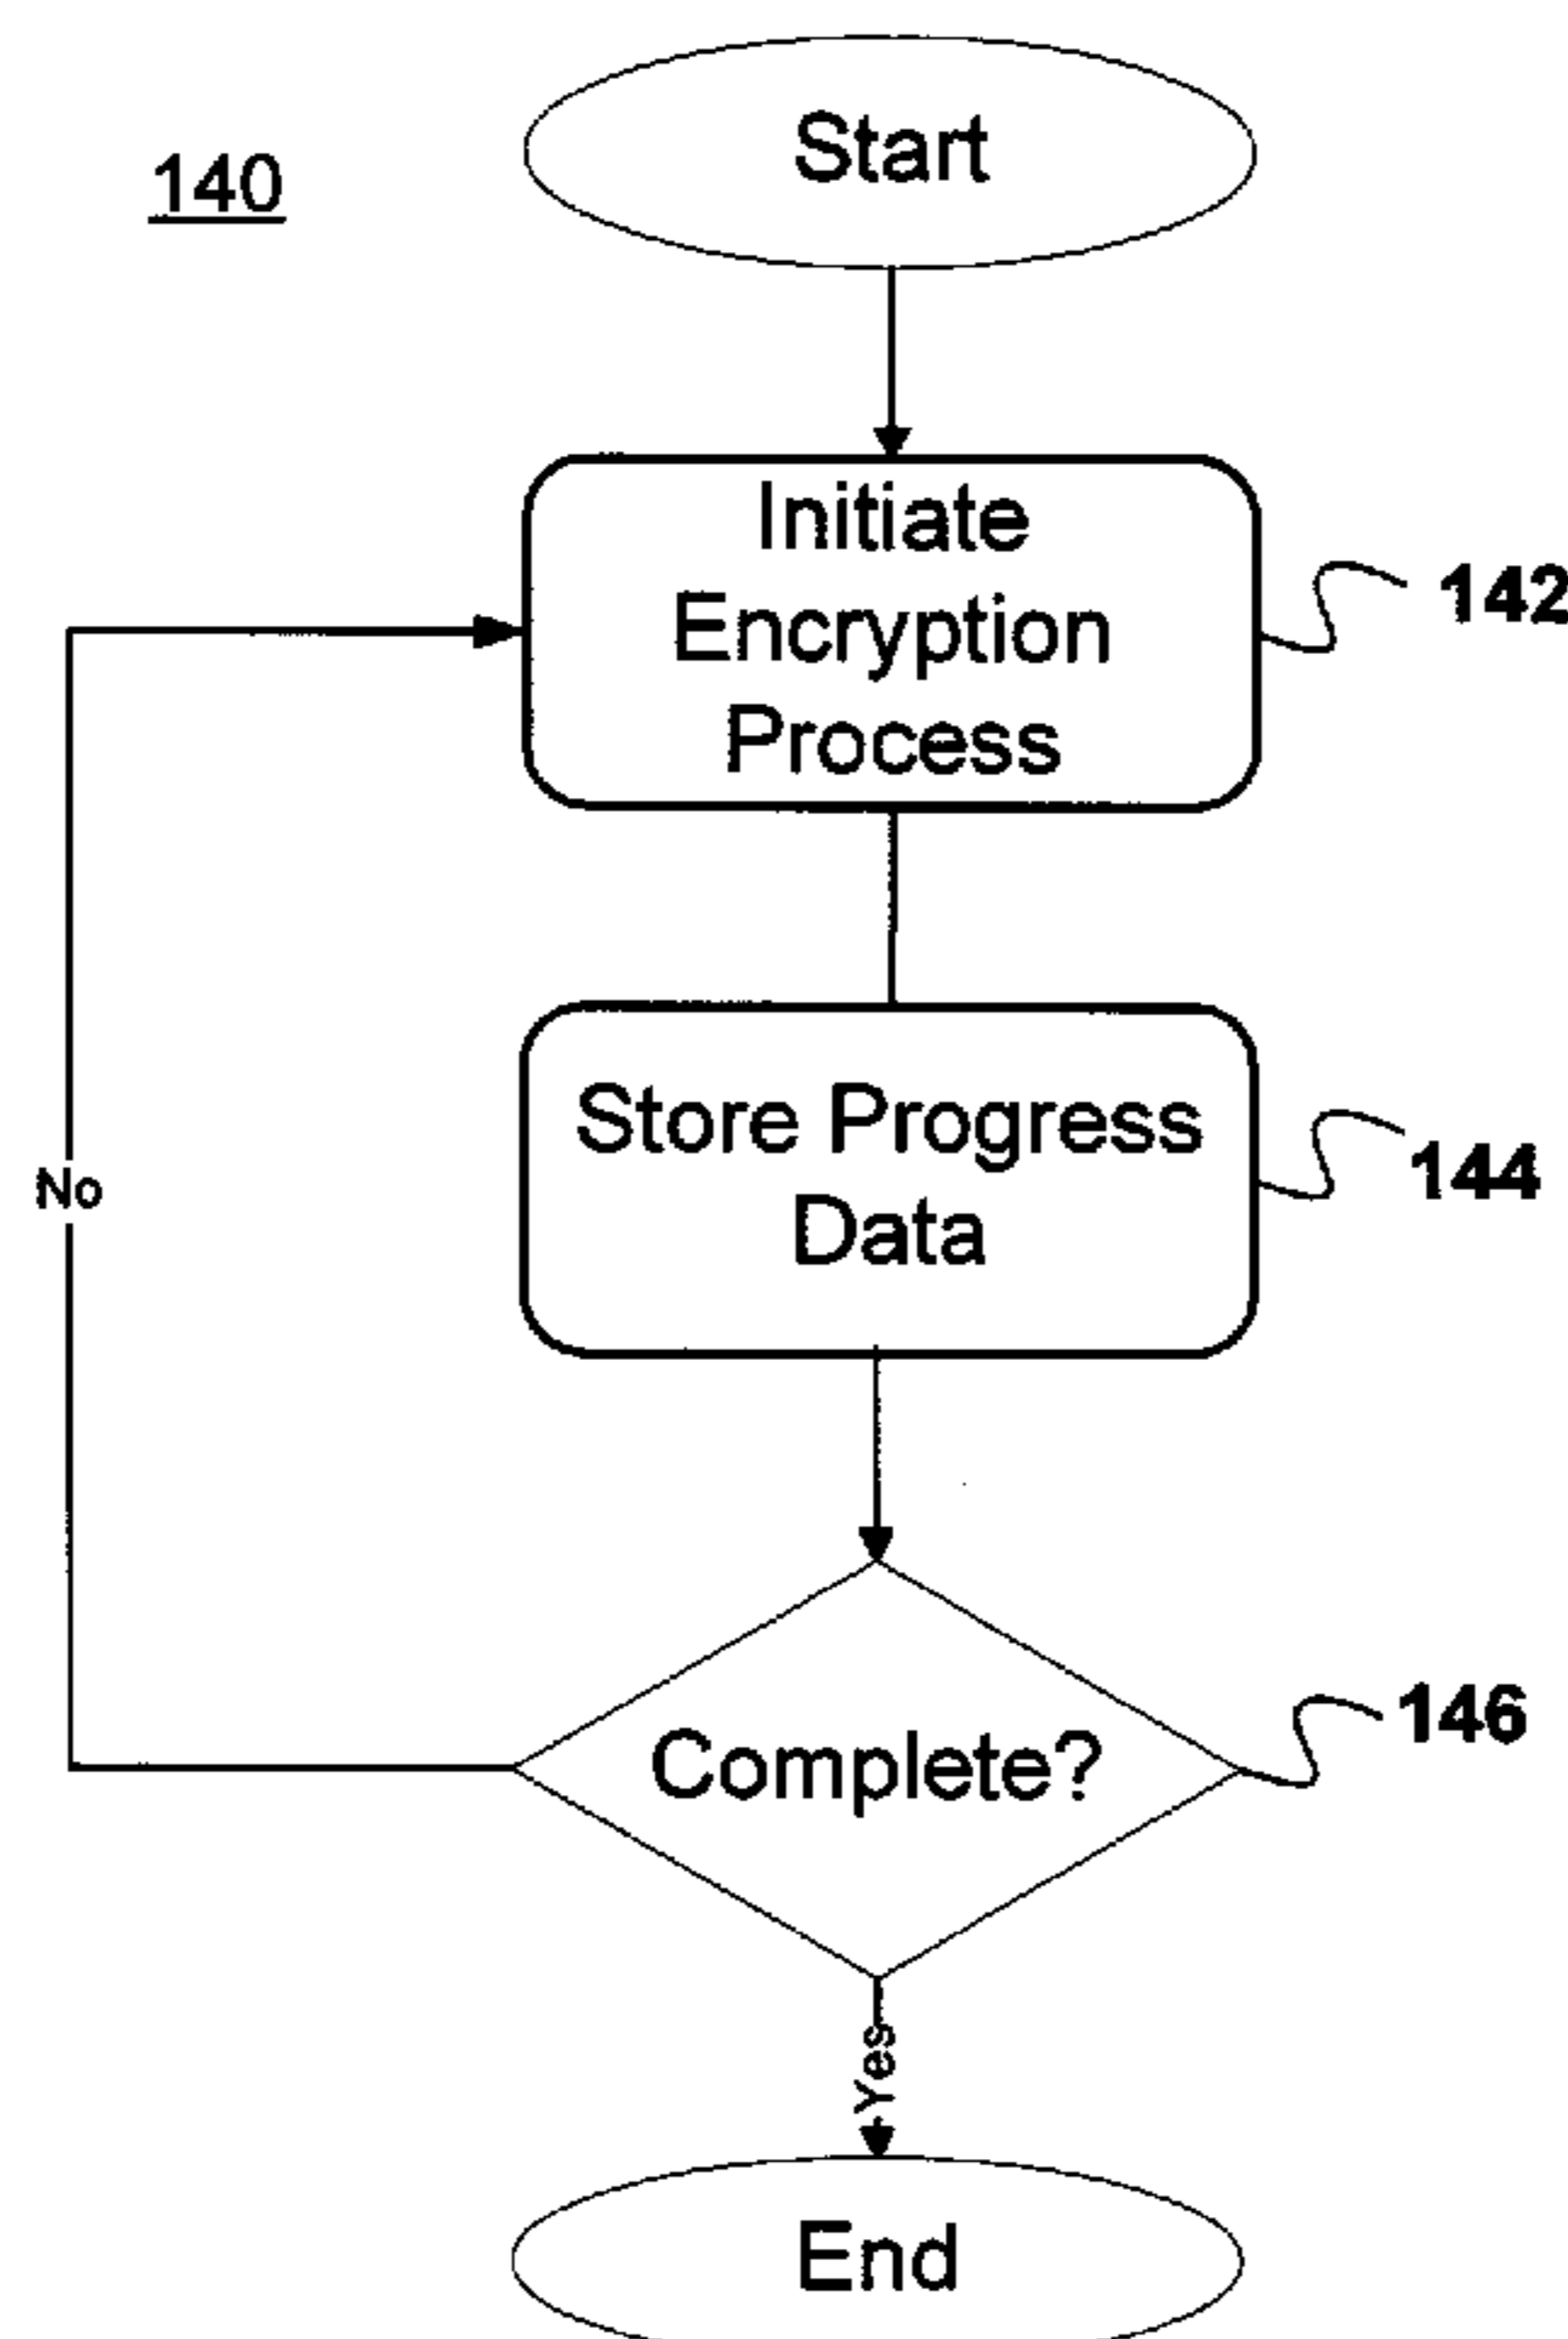 Start
140
Initiate
Encryption
Process
142
Store Progress
Data
144
No
Complete?
146
Yes
End